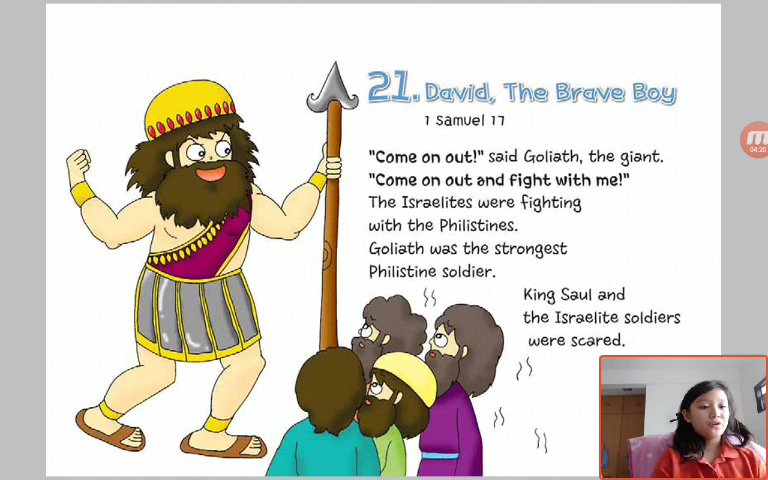 21. David, The Brave Boy
1 Samuel 17
"Come on out!" said Goliath, the giant.
"Come on out and fight with me!"
The Israelites were fighting
with the Philistines.
Goliath was the strongest
Philistine soldier.
King Saul and
the Israelite soldiers
were scared.
04:20